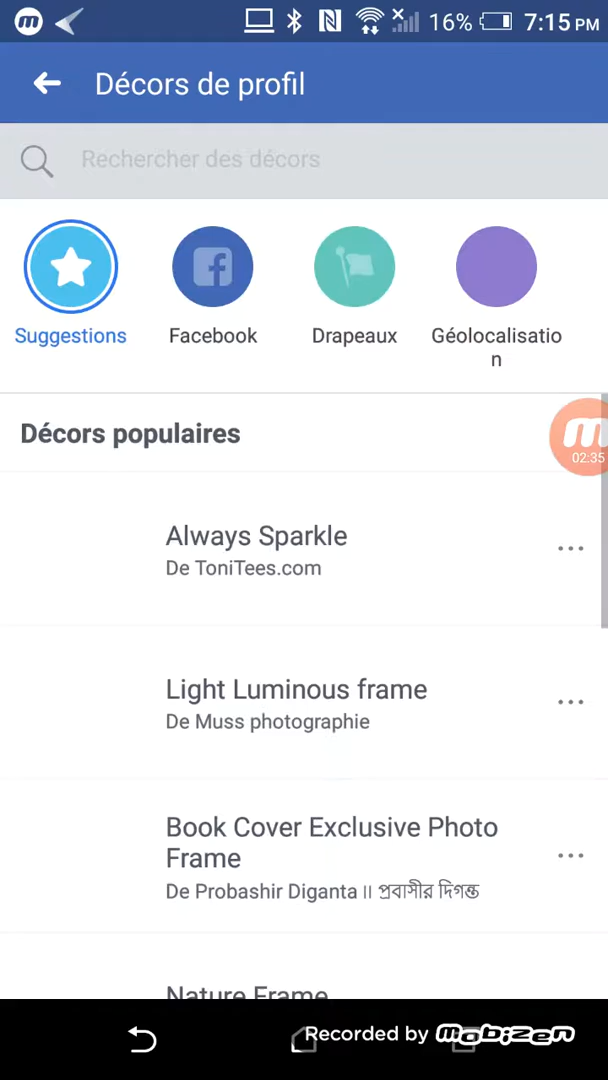 16% 7:15 PM
Décors de profil
Rechercher des décors
Suggestions
Facebook
Drapeaux
Géolocalisatio
n
Décors populaires
02:35
Always Sparkle
De ToniTees.com
Light Luminous frame
De Muss photographie
Book Cover Exclusive Photo
Frame
De Probashir Diganta ॥ প্রবাসীর দিগন্ত
Nature Frame
Recorded by mobizen